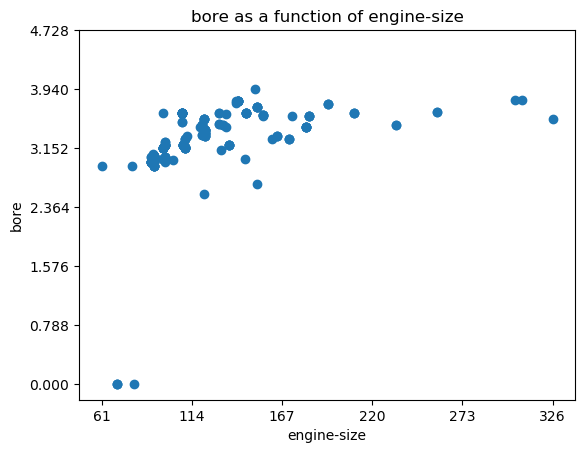 bore as a function of engine-size
4.728
3.940
3.152
2.364
1.576
0.788
0.000
bore
61 114 167 220 273 326
engine-size